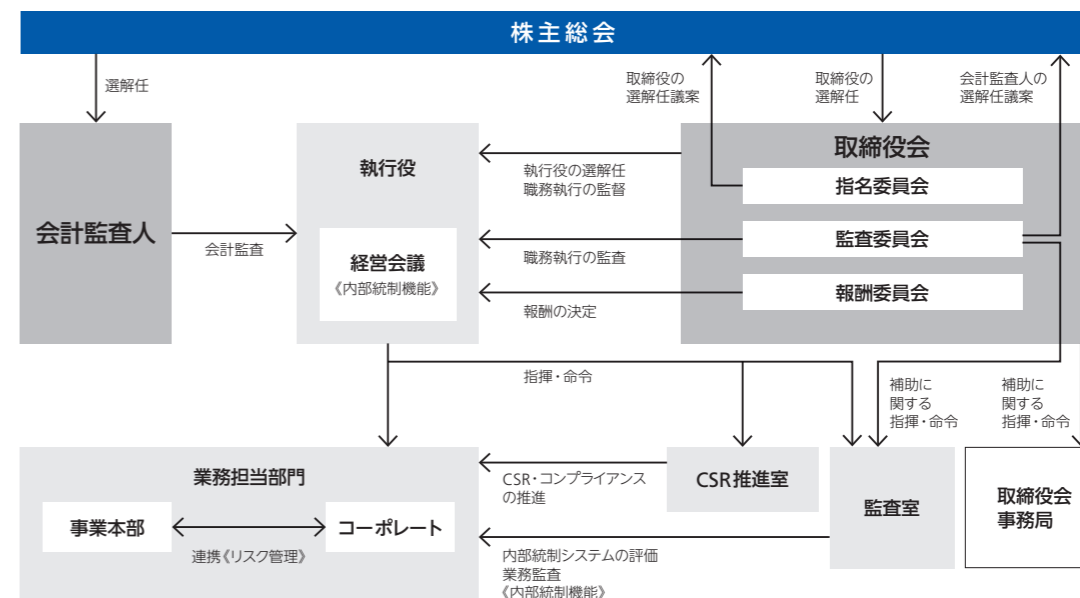 株主総会
選解任
取締役の
選解任議案
取締役の
選解任
会計監査人の
選解任議案
会計監査人
会計監査
執行役
経営会議
《内部統制機能》
執行役の選解任
職務執行の監督
職務執行の監査
報酬の決定
取締役会
指名委員会
監査委員会
報酬委員会
指揮・命令
補助に
関する
指揮・命令
補助に
関する
指揮・命令
業務担当部門
事業本部
コーポレート
連携《リスク管理》
CSR・コンプライアンス
の推進
CSR推進室
内部統制システムの評価
業務監査
《内部統制機能》
監査室
取締役会
事務局